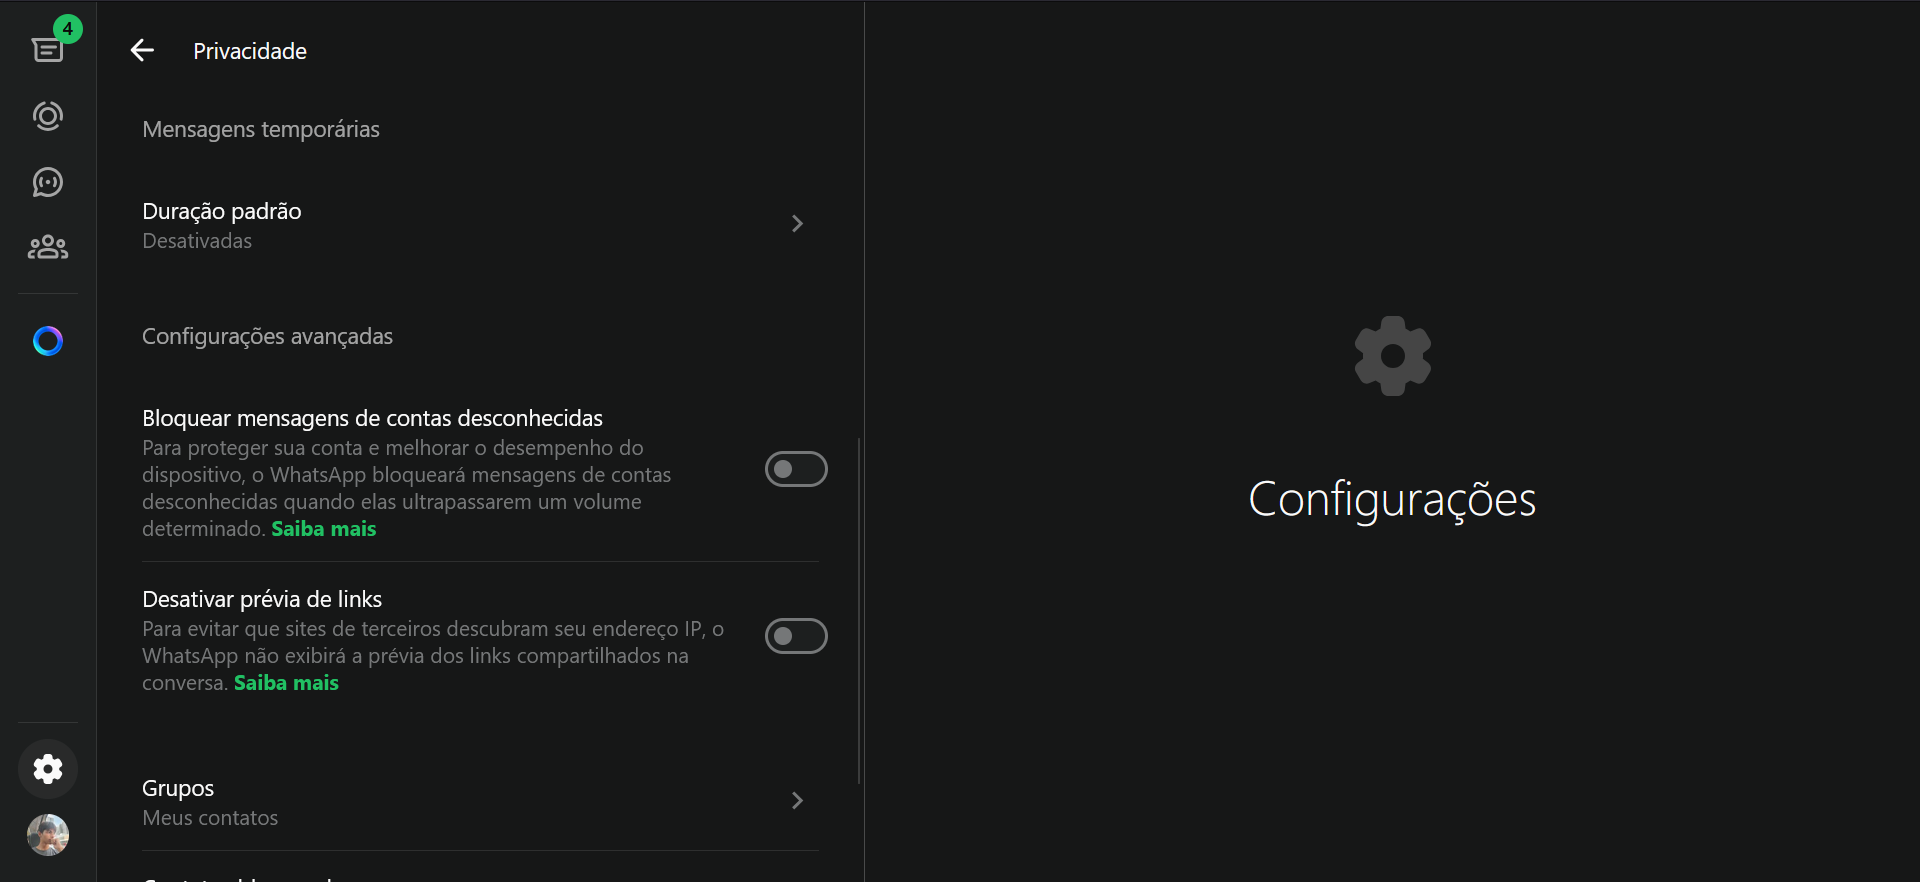 4
Privacidade
Mensagens temporárias
Duração padrão
Desativadas
Configurações avançadas
Bloquear mensagens de contas desconhecidas
Para proteger sua conta e melhorar o desempenho do
dispositivo, o WhatsApp bloqueará mensagens de contas
desconhecidas quando elas ultrapassarem um volume
determinado. Saiba mais
Desativar prévia de links
Para evitar que sites de terceiros descubram seu endereço IP, o
WhatsApp não exibirá a prévia dos links compartilhados na
conversa. Saiba mais
Grupos
Meus contatos
Configurações